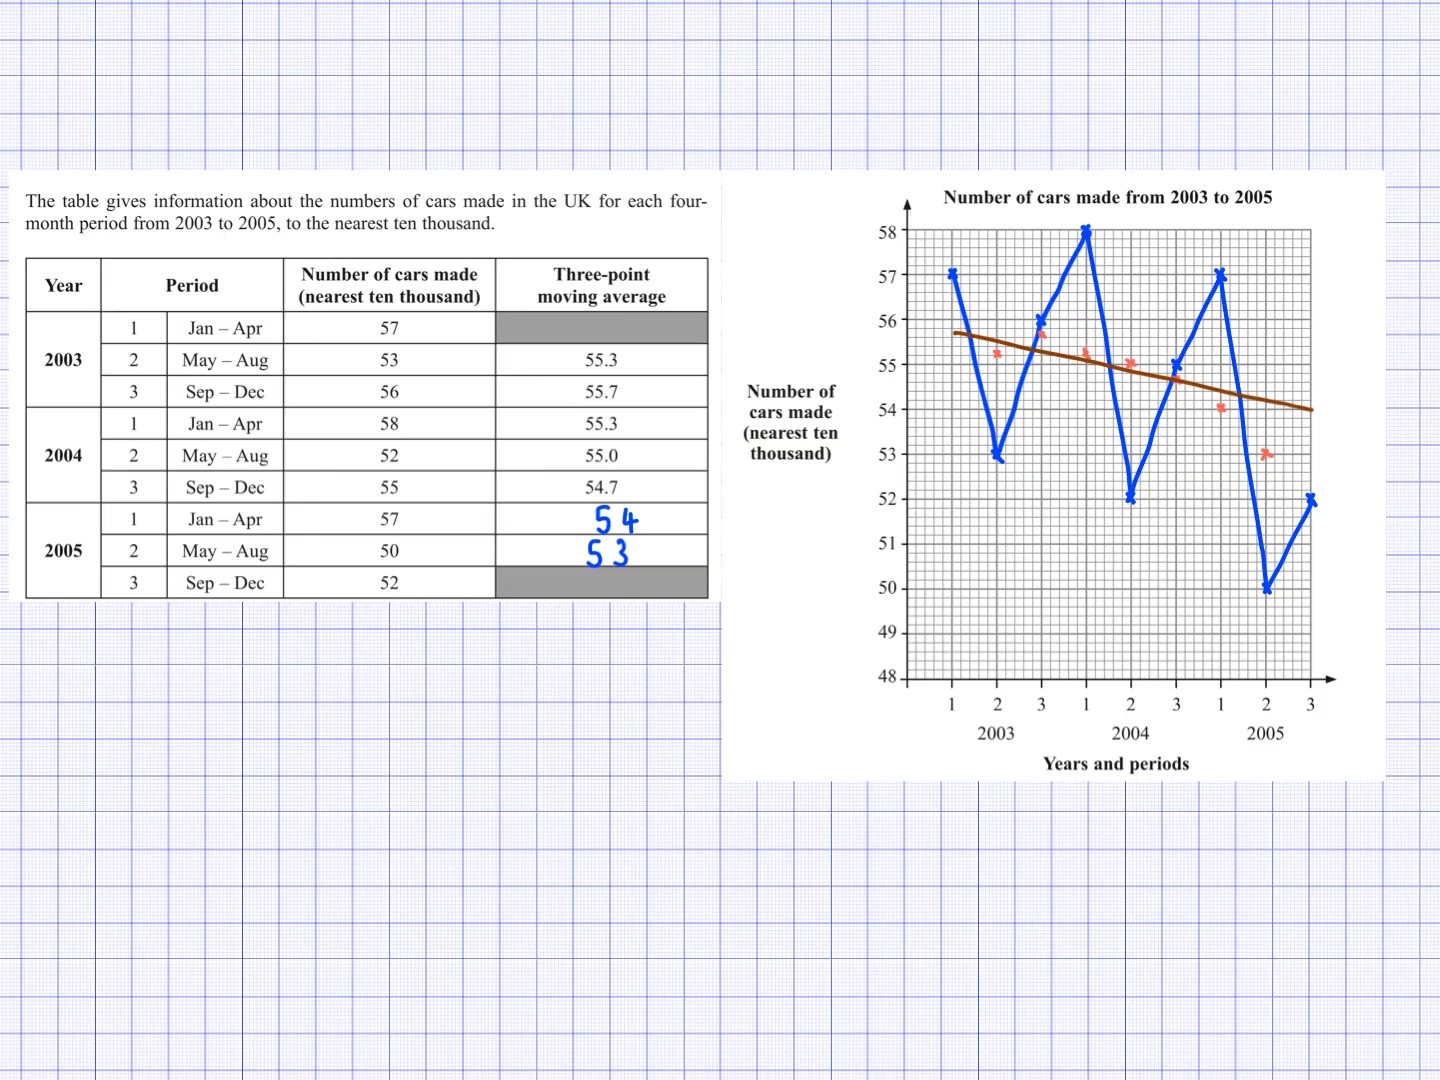 The table gives information about the numbers of cars made in the UK for each four-
month period from 2003 to 2005, to the nearest ten thousand.
Year Period Number of cars made (nearest ten thousand) Three-point moving average
2003 1 Jan – Apr 57
2 May – Aug 53 55.3
3 Sep – Dec 56 55.7
2004 1 Jan – Apr 58 55.3
2 May – Aug 52 55.0
3 Sep – Dec 55 54.7
2005 1 Jan – Apr 57 54
2 May – Aug 50 53
3 Sep – Dec 52
Number of cars made from 2003 to 2005
58
57
56
55
54
53
52
51
50
49
48
Number of
cars made
(nearest ten
thousand)
1 2 3 1 2 3 1 2 3
2003 2004 2005
Years and periods